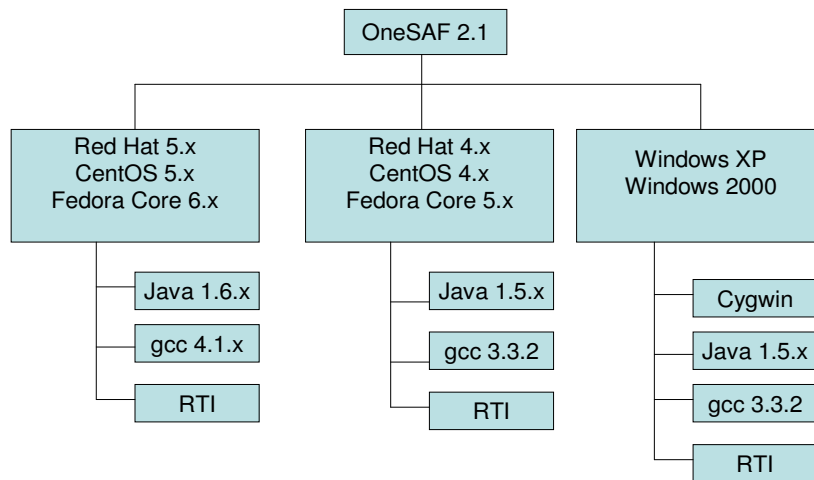 OneSAF 2.1
Red Hat 5.x
CentOS 5.x
Fedora Core 6.x
Java 1.6.x
gcc 4.1.x
RTI
Red Hat 4.x
CentOS 4.x
Fedora Core 5.x
Java 1.5.x
gcc 3.3.2
RTI
Windows XP
Windows 2000
Cygwin
Java 1.5.x
gcc 3.3.2
RTI